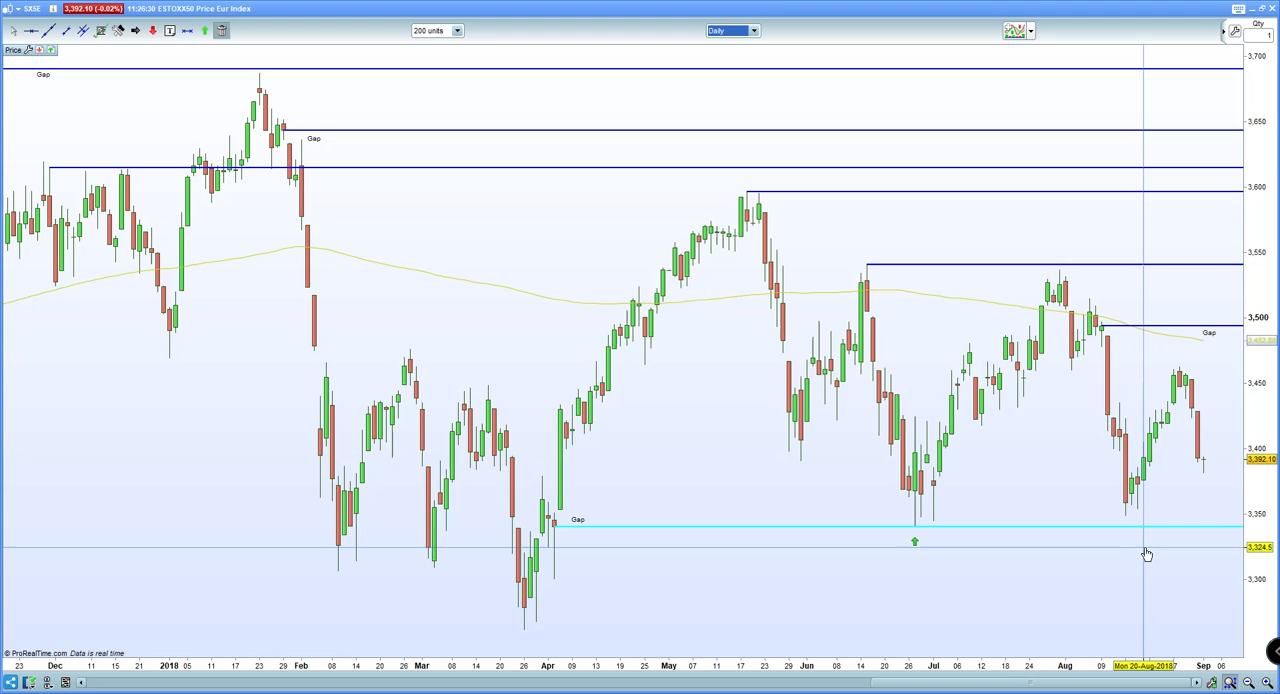 SX5E 3,392.10 (-0.02%) 11:26:30 ESTOXX50 Price Eur Index
200 units
Daily
Qty
1
Price
3,700
Gap
3,650
Gap
3,600
3,550
3,500
Gap
3,450
3,400
3,392.10
3,350
Gap
3,324.5
3,300
© ProRealTime.com Data is real time
23 Dec 11 15 21 2018 05 11 17 23 29 Feb 08 14 20 26 Mar 08 14 20 26 Apr 09 13 19 25 May 07 11 17 23 29 Jun 08 14 20 26 Jul 06 12 18 24 Aug 09 Mon 20-Aug-2018 Sep 06